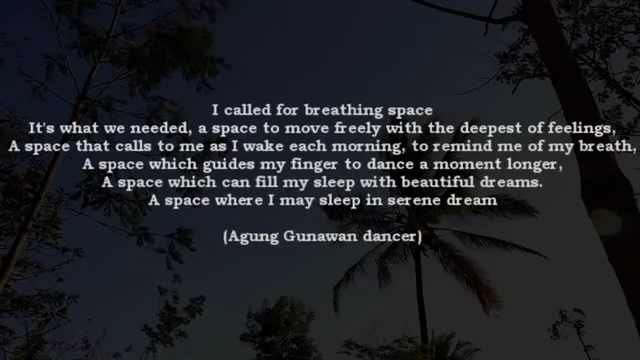 I called for breathing space
It's what we needed, a space to move freely with the deepest of feelings,
A space that calls to me as I wake each morning, to remind me of my breath,
A space which guides my finger to dance a moment longer,
A space which can fill my sleep with beautiful dreams.
A space where I may sleep in serene dream
(Agung Gunawan dancer)